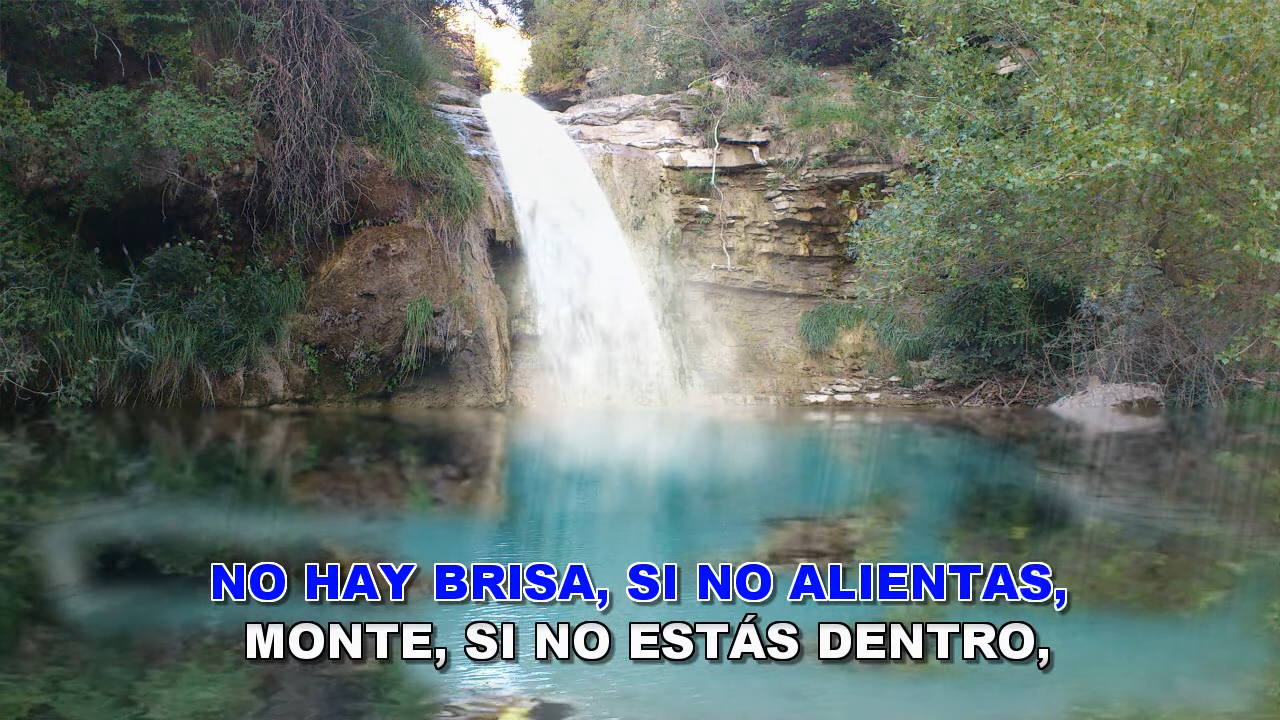 NO HAY BRISA, SI NO ALIENTAS,
MONTE, SI NO ESTÁS DENTRO,